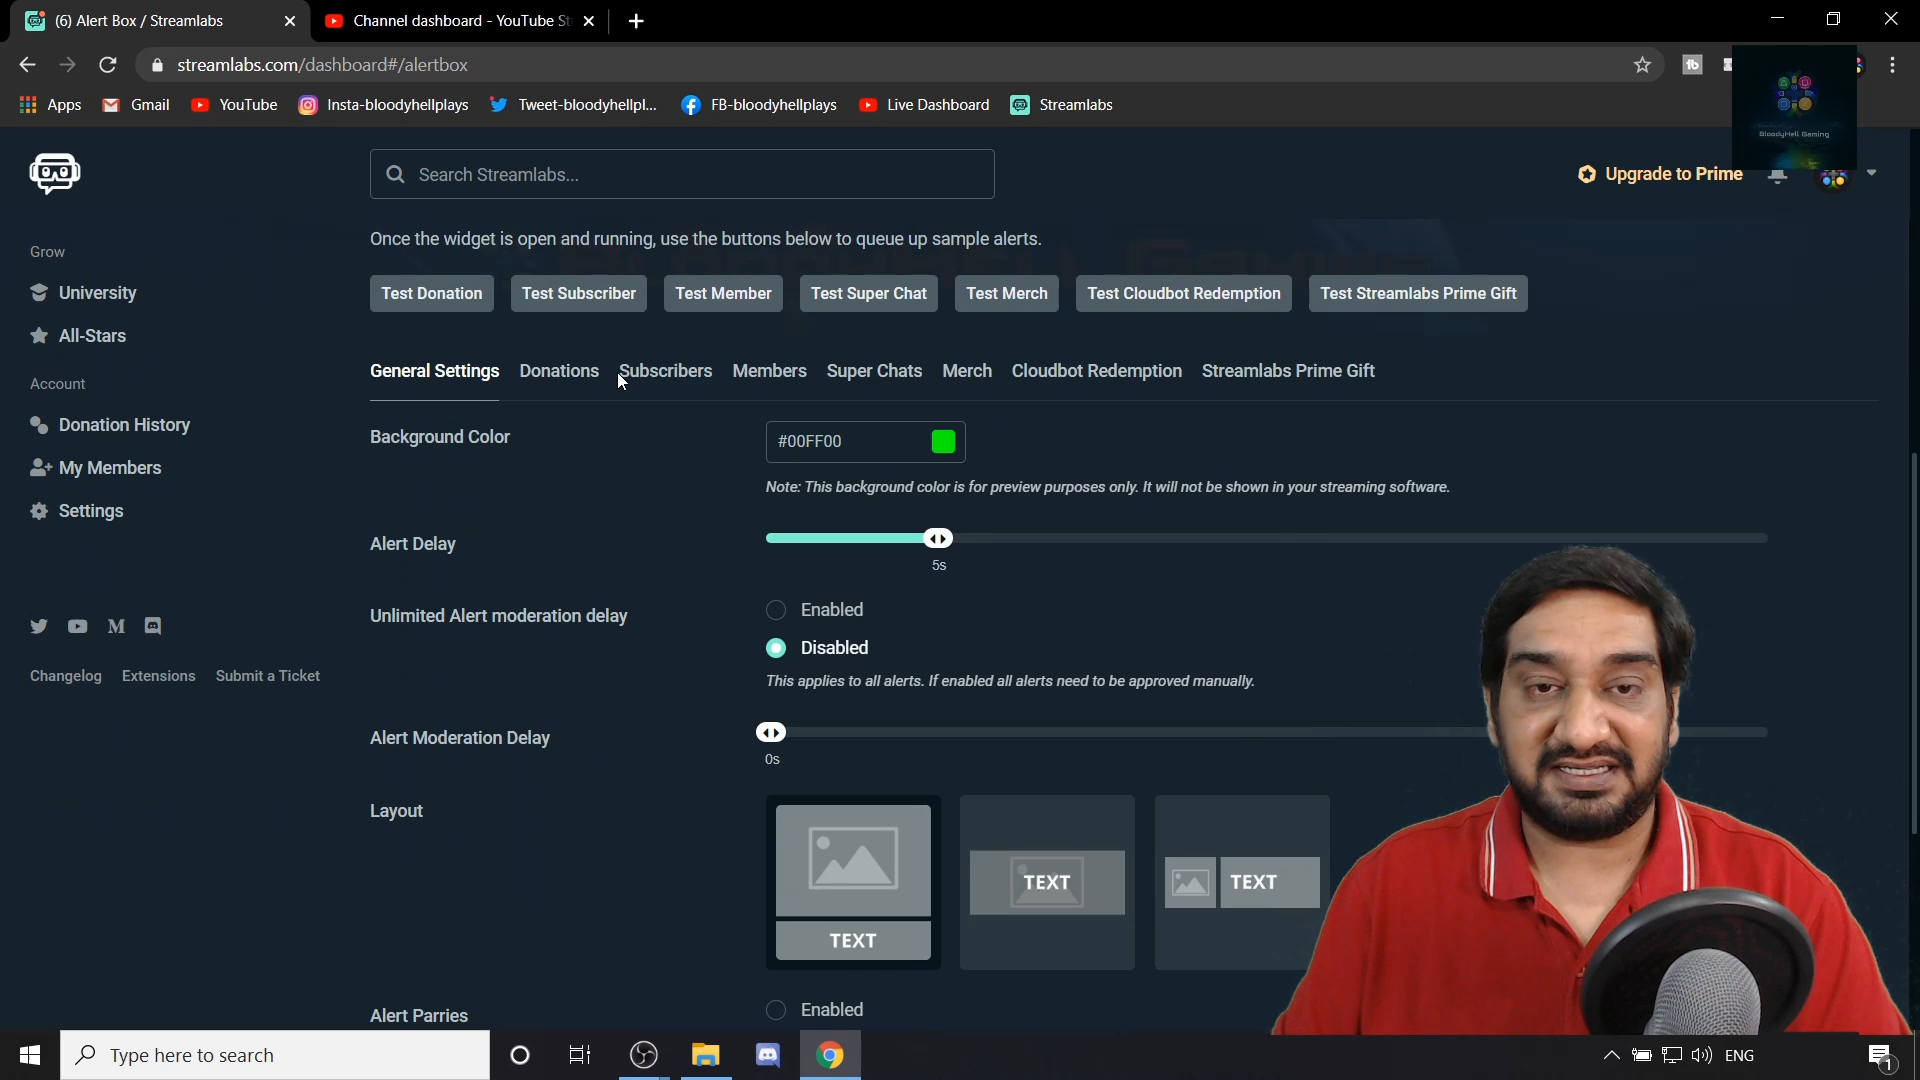 (6) Alert Box / Streamlabs
Channel dashboard - YouTube St
streamlabs.com/dashboard#/alertbox
Apps
Gmail
YouTube
Insta-bloodyhellplays
Tweet-bloodyhellpl...
FB-bloodyhellplays
Live Dashboard
Streamlabs
BloodyHell Gaming
Search Streamlabs...
Upgrade to Prime
Once the widget is open and running, use the buttons below to queue up sample alerts.
Test Donation
Test Subscriber
Test Member
Test Super Chat
Test Merch
Test Cloudbot Redemption
Test Streamlabs Prime Gift
Grow
University
All-Stars
Account
Donation History
My Members
Settings
Changelog
Extensions
Submit a Ticket
General Settings
Donations
Subscribers
Members
Super Chats
Merch
Cloudbot Redemption
Streamlabs Prime Gift
Background Color
#00FF00
Note: This background color is for preview purposes only. It will not be shown in your streaming software.
Alert Delay
5s
Unlimited Alert moderation delay
Enabled
Disabled
This applies to all alerts. If enabled all alerts need to be approved manually.
Alert Moderation Delay
0s
Layout
TEXT
TEXT
TEXT
Alert Parries
Enabled
Type here to search
ENG
1